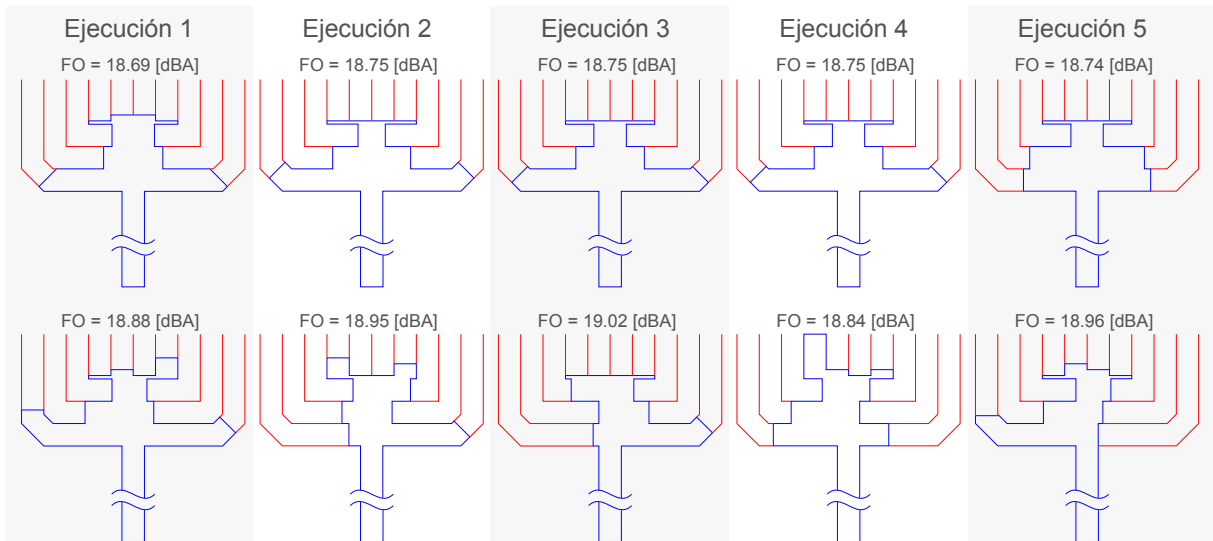 Ejecución 1 Ejecución 2 Ejecución 3 Ejecución 4 Ejecución 5
FO = 18.69 [dBA] FO = 18.75 [dBA] FO = 18.75 [dBA] FO = 18.75 [dBA] FO = 18.74 [dBA]
FO = 18.88 [dBA] FO = 18.95 [dBA] FO = 19.02 [dBA] FO = 18.84 [dBA] FO = 18.96 [dBA]